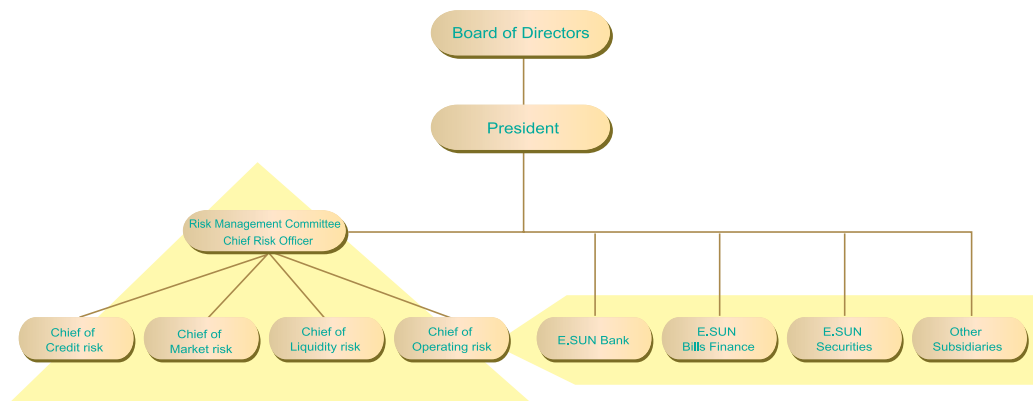 Board of Directors
President
Risk Management Committee
Chief Risk Officer
Chief of
Credit risk
Chief of
Market risk
Chief of
Liquidity risk
Chief of
Operating risk
E.SUN Bank
E.SUN
Bills Finance
E.SUN
Securities
Other
Subsidiaries